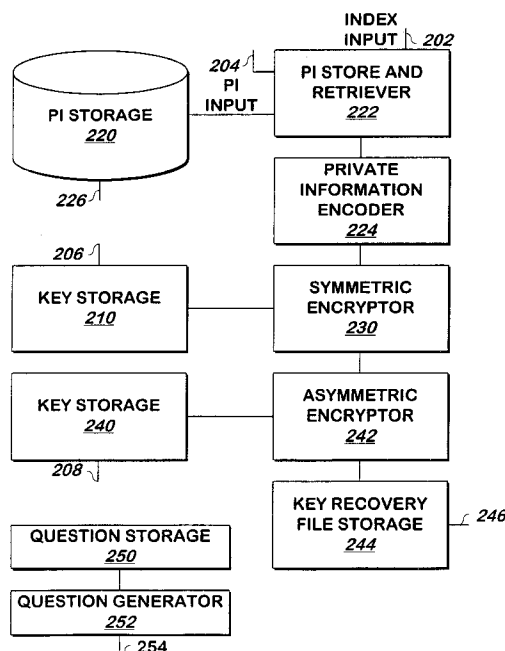 INDEX
INPUT
202
204
PI
INPUT
PI STORE AND
RETRIEVER
222
PI STORAGE
220
226
PRIVATE
INFORMATION
ENCODER
224
206
KEY STORAGE
210
SYMMETRIC
ENCRYPTOR
230
KEY STORAGE
240
208
ASYMMETRIC
ENCRYPTOR
242
KEY RECOVERY
FILE STORAGE
244
246
QUESTION STORAGE
250
QUESTION GENERATOR
252
254